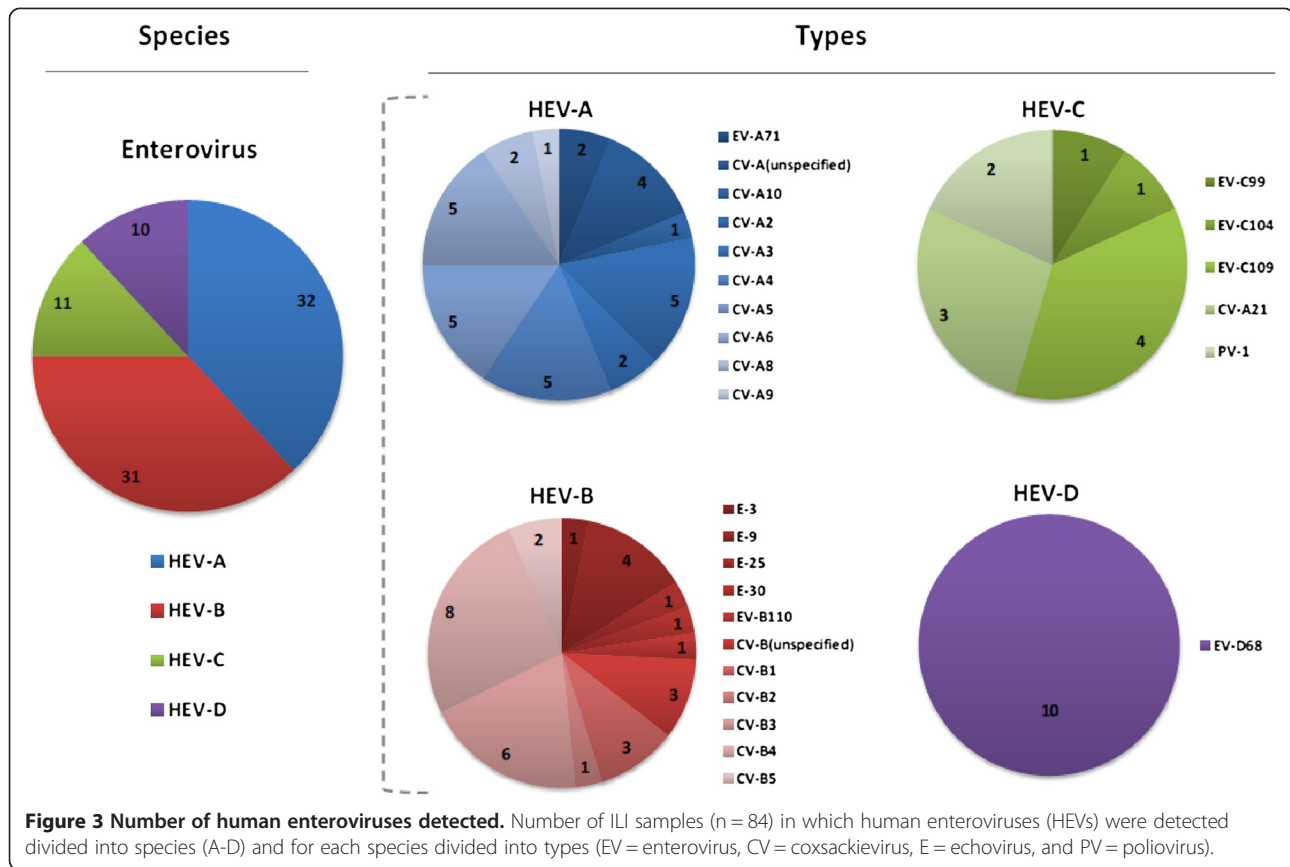 Species
Types
Enterovirus
10
11
32
31
HEV-A
HEV-B
HEV-C
HEV-D
HEV-A
1
2
2
4
5
1
5
5
2
5
EV-A71
CV-A(unspecified)
CV-A10
CV-A2
CV-A3
CV-A4
CV-A5
CV-A6
CV-A8
CV-A9
HEV-C
2
1
1
3
4
EV-C99
EV-C104
EV-C109
CV-A21
PV-1
HEV-B
2
1
4
1
1
1
8
3
3
6
1
E-3
E-9
E-25
E-30
EV-B110
CV-B(unspecified)
CV-B1
CV-B2
CV-B3
CV-B4
CV-B5
HEV-D
10
EV-D68
Figure 3 Number of human enteroviruses detected. Number of ILI samples (n = 84) in which human enteroviruses (HEVs) were detected
divided into species (A-D) and for each species divided into types (EV = enterovirus, CV = coxsackievirus, E = echovirus, and PV = poliovirus).